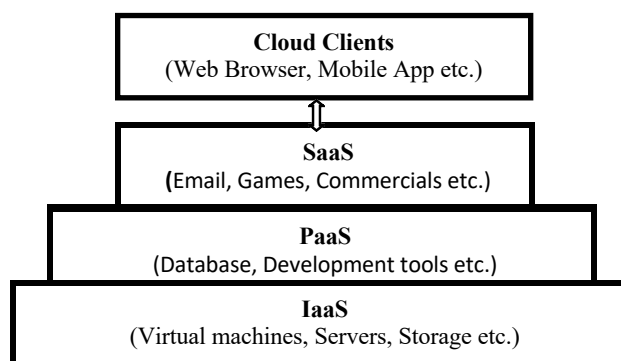 Cloud Clients
(Web Browser, Mobile App etc.)
SaaS
(Email, Games, Commercials etc.)
PaaS
(Database, Development tools etc.)
IaaS
(Virtual machines, Servers, Storage etc.)